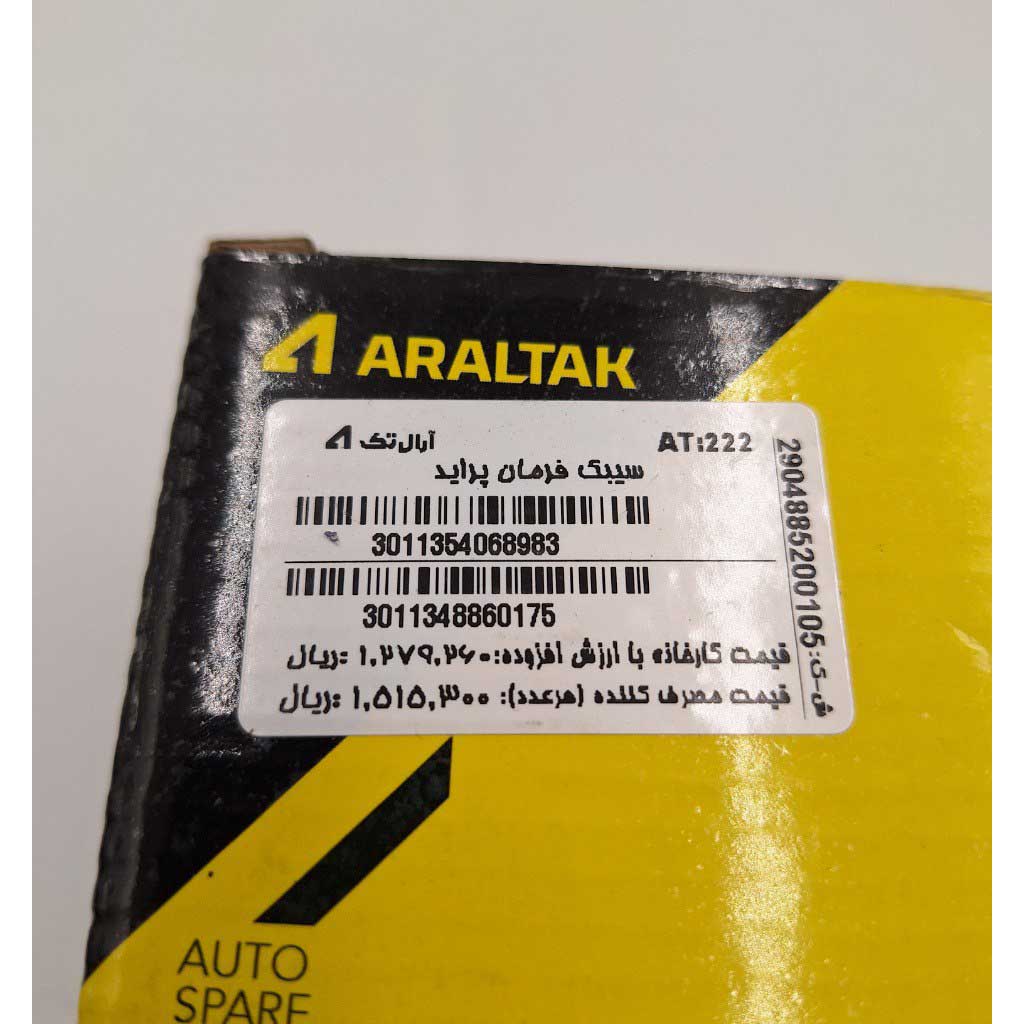 ARALTAK
آرال تک
AT:222
سیبک فرمان پراید
3011354068983
3011348860175
قیمت کارخانه با ارزش افزوده: ۱,۲۷۹,۲۶۰ :ریال
قیمت مصرف کننده (هرعدد): ۱,۵۱۵,۳۰۰ :ریال
ش-ی: 2904885200105
AUTO
SPARE